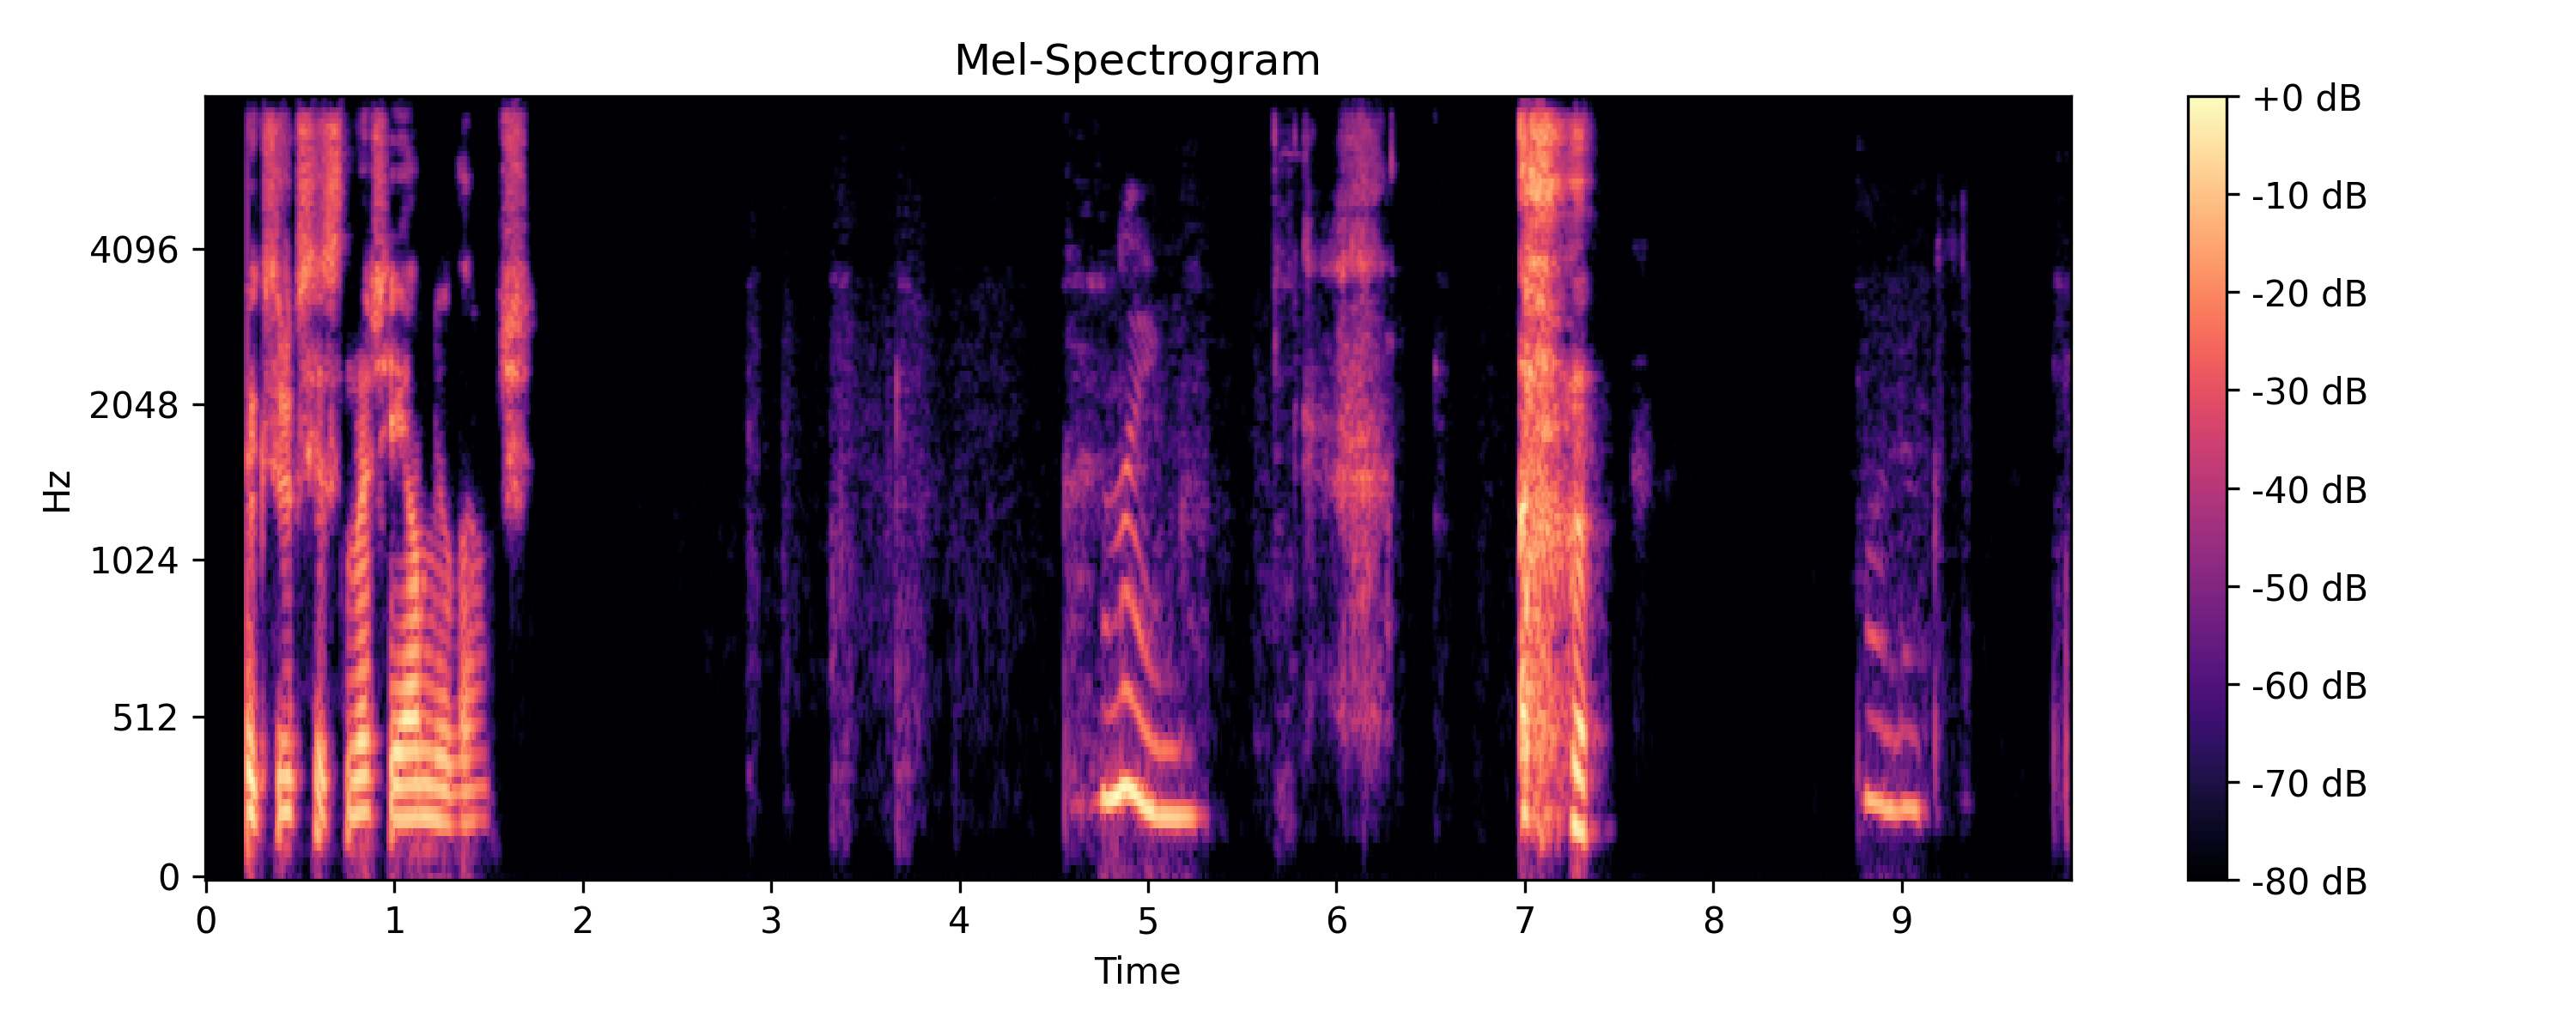 Mel-Spectrogram
+0 dB
-10 dB
4096
-20 dB
-30 dB
2048
Hz
-40 dB
1024
-50 dB
-60 dB
512
-70 dB
0
-80 dB
0 1 2 3 4 5 6 7 8 9
Time